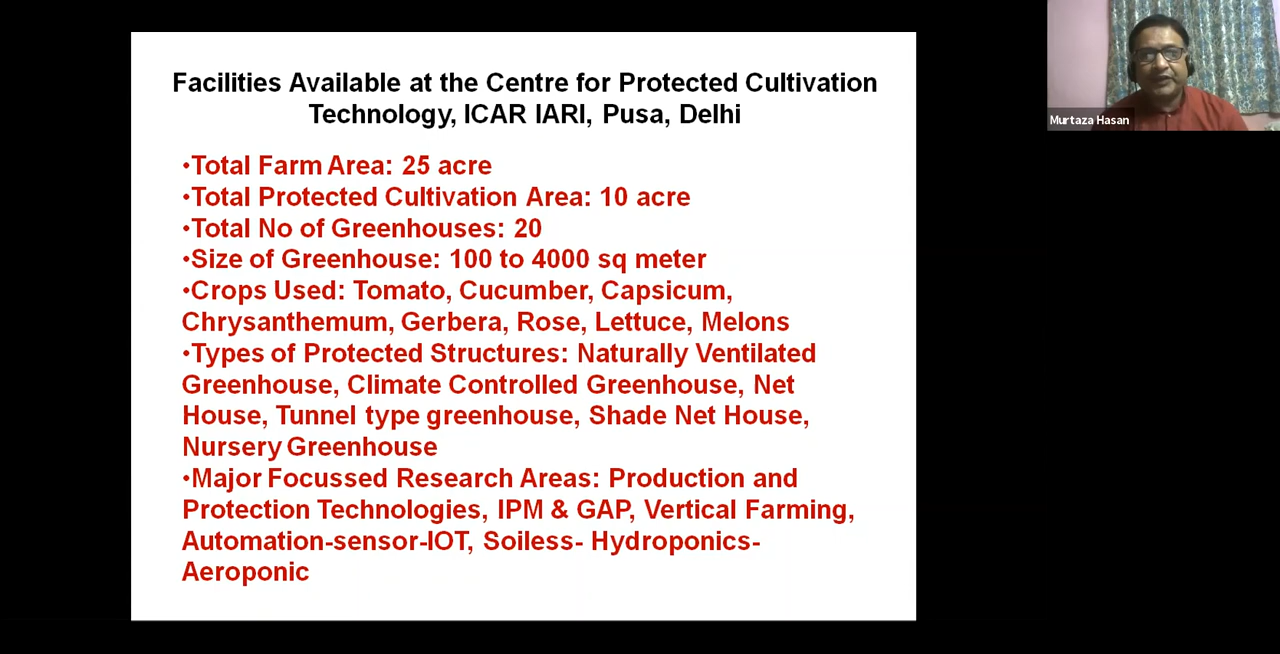 Facilities Available at the Centre for Protected Cultivation
Technology, ICAR IARI, Pusa, Delhi
•Total Farm Area: 25 acre
•Total Protected Cultivation Area: 10 acre
•Total No of Greenhouses: 20
•Size of Greenhouse: 100 to 4000 sq meter
•Crops Used: Tomato, Cucumber, Capsicum,
Chrysanthemum, Gerbera, Rose, Lettuce, Melons
•Types of Protected Structures: Naturally Ventilated
Greenhouse, Climate Controlled Greenhouse, Net
House, Tunnel type greenhouse, Shade Net House,
Nursery Greenhouse
•Major Focussed Research Areas: Production and
Protection Technologies, IPM & GAP, Vertical Farming,
Automation-sensor-IOT, Soiless- Hydroponics-
Aeroponic
Murtaza Hasan